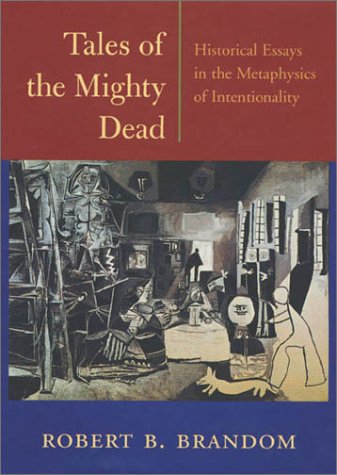 Tales of
the Mighty
Dead
Historical Essays
in the Metaphysics
of Intentionality
ROBERT B. BRANDOM